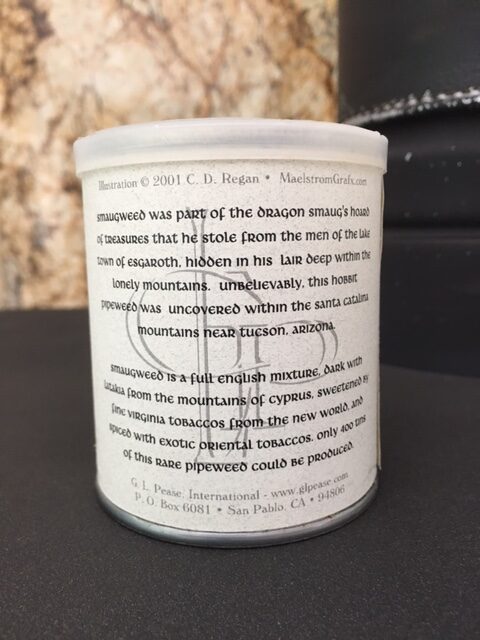 Illustration © 2001 C. D. Regan • MaelstromGrafx.com
smaugweed was part of the dragon smaug's hoard
of treasures that he stole from the men of the lake
town of esgaroth, hidden in his lair deep within the
lonely mountains. unbelievably, this hobbit
pipeweed was uncovered within the santa catalina
mountains near tucson, arizona.
smaugweed is a full english mixture, dark with
latakia from the mountains of cyprus, sweetened by
fine virginia tobaccos from the new world, and
spiced with exotic oriental tobaccos. only 400 tins
of this rare pipeweed could be produced.
G. L. Pease, International - www.glpease.com
P. O. Box 6081 • San Pablo, CA • 94806